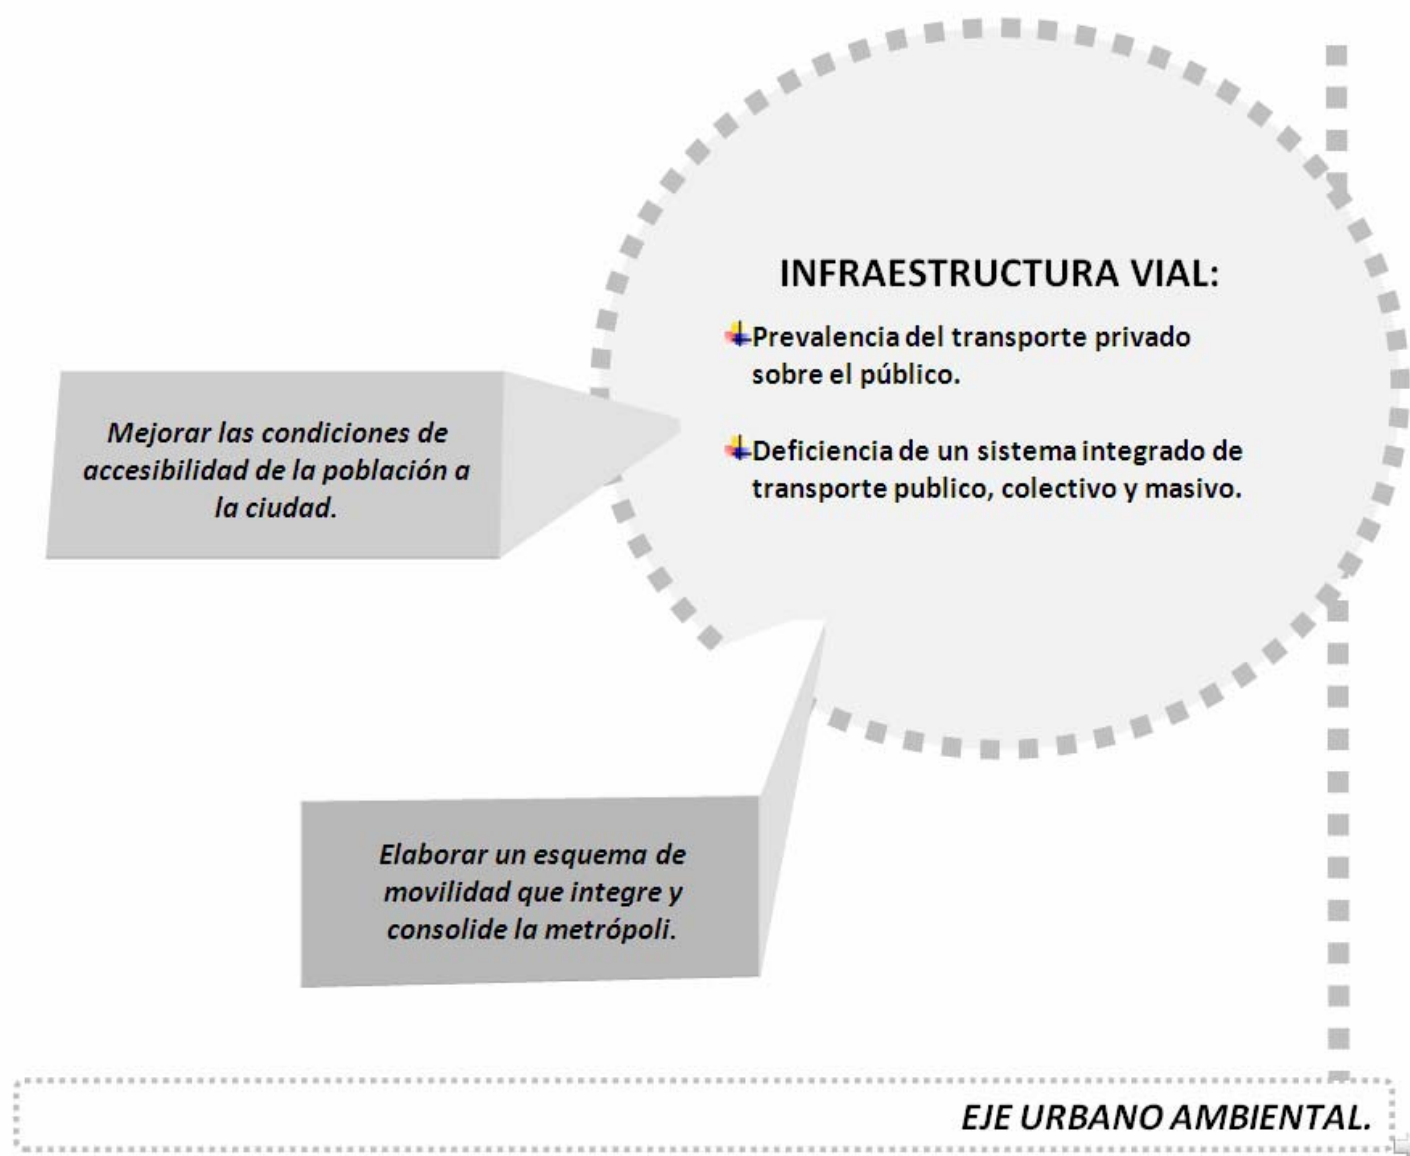 INFRAESTRUCTURA VIAL:
Prevalencia del transporte privado
sobre el público.
Deficiencia de un sistema integrado de
transporte publico, colectivo y masivo.
Mejorar las condiciones de
accesibilidad de la población a
la ciudad.
Elaborar un esquema de
movilidad que integre y
consolide la metrópoli.
EJE URBANO AMBIENTAL.